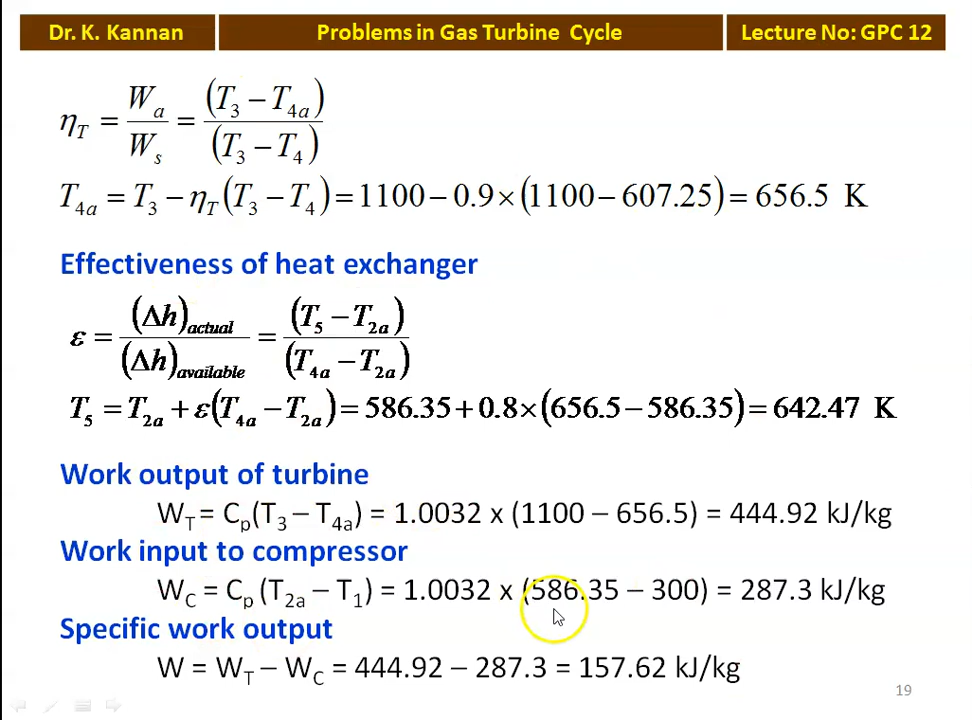 Dr. K. Kannan Problems in Gas Turbine Cycle Lecture No: GPC 12
η_T = W_a / W_s = (T_3 − T_4a) / (T_3 − T_4)
T_4a = T_3 − η_T (T_3 − T_4) = 1100 − 0.9 × (1100 − 607.25) = 656.5 K
Effectiveness of heat exchanger
ε = (Δh)_actual / (Δh)_available = (T_5 − T_2a) / (T_4a − T_2a)
T_5 = T_2a + ε(T_4a − T_2a) = 586.35 + 0.8 × (656.5 − 586.35) = 642.47 K
Work output of turbine
W_T = C_p(T_3 – T_4a) = 1.0032 x (1100 – 656.5) = 444.92 kJ/kg
Work input to compressor
W_C = C_p (T_2a – T_1) = 1.0032 x (586.35 – 300) = 287.3 kJ/kg
Specific work output
W = W_T – W_C = 444.92 – 287.3 = 157.62 kJ/kg
19